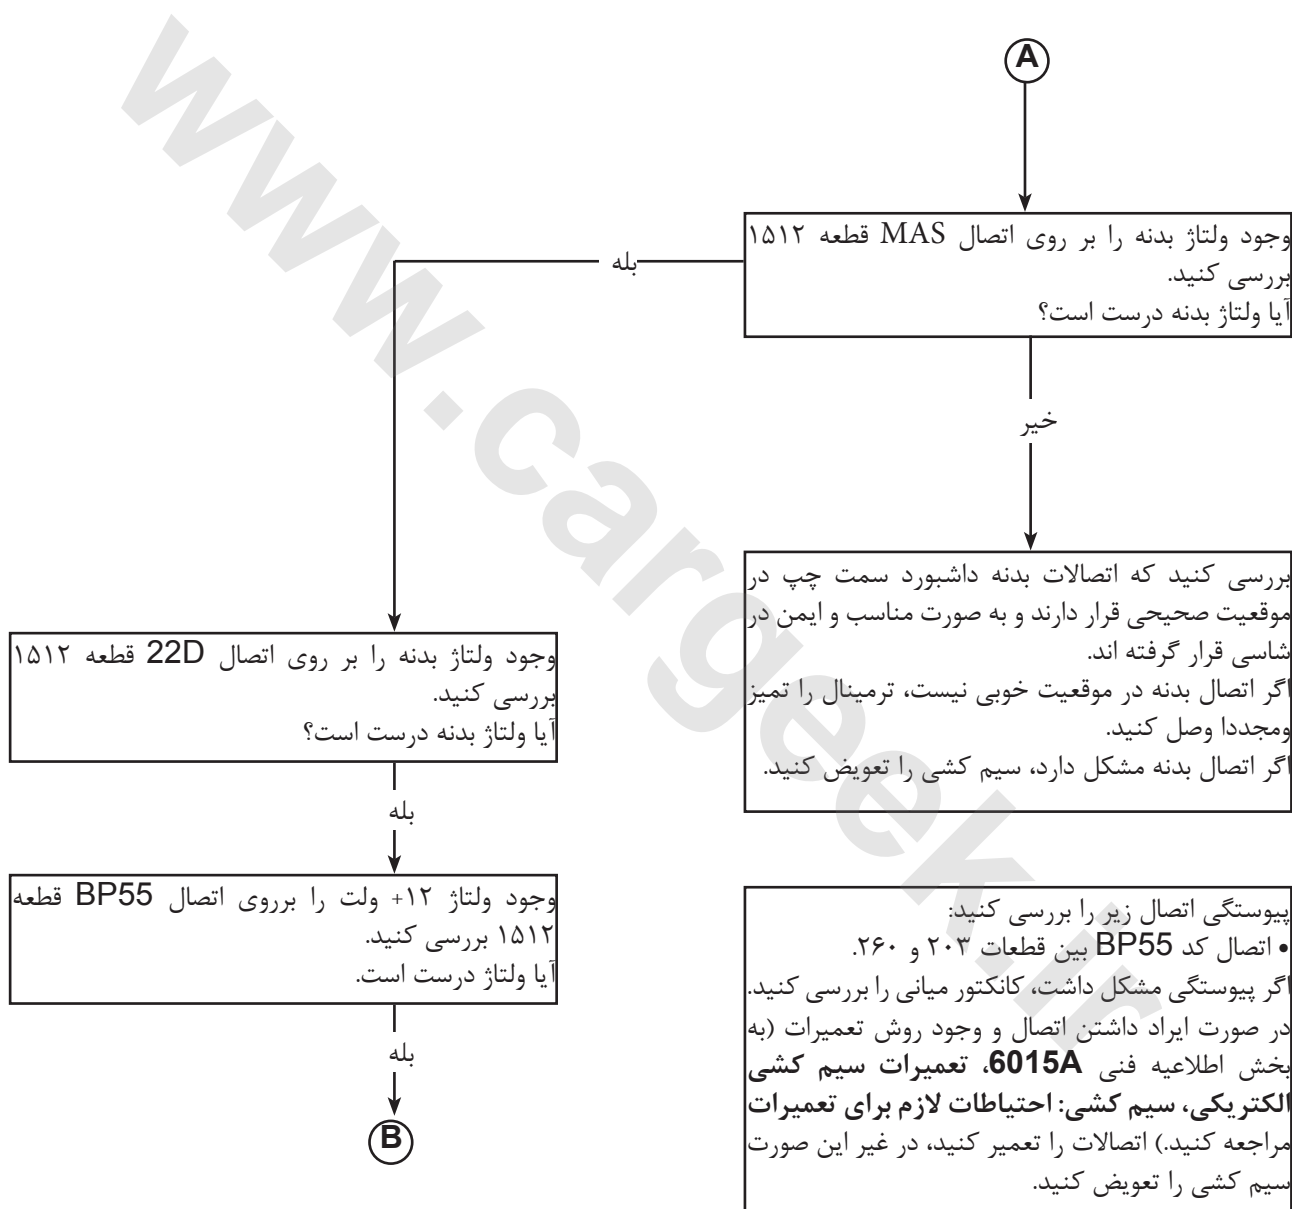 A
وجود ولتاژ بدنه را بر روی اتصال MAS قطعه ۱۵۱۲
بررسی کنید.
آیا ولتاژ بدنه درست است؟
بله
خیر
بررسی کنید که اتصالات بدنه داشبورد سمت چپ در
موقعیت صحیحی قرار دارند و به صورت مناسب و ایمن در
شاسی قرار گرفته اند.
اگر اتصال بدنه در موقعیت خوبی نیست، ترمینال را تمیز
ومجددا وصل کنید.
اگر اتصال بدنه مشکل دارد، سیم کشی را تعویض کنید.
وجود ولتاژ بدنه را بر روی اتصال 22D قطعه ۱۵۱۲
بررسی کنید.
آیا ولتاژ بدنه درست است؟
بله
وجود ولتاژ ۱۲+ ولت را برروی اتصال BP55 قطعه
۱۵۱۲ بررسی کنید.
آیا ولتاژ درست است.
بله
B
پیوستگی اتصال زیر را بررسی کنید:
• اتصال کد BP55 بین قطعات ۲۰۳ و ۲۶۰.
اگر پیوستگی مشکل داشت، کانکتور میانی را بررسی کنید.
در صورت ایراد داشتن اتصال و وجود روش تعمیرات (به
بخش اطلاعیه فنی 6015A، تعمیرات سیم کشی
الکتریکی، سیم کشی: احتیاطات لازم برای تعمیرات
مراجعه کنید.) اتصالات را تعمیر کنید، در غیر این صورت
سیم کشی را تعویض کنید.
www.cargeek.ir